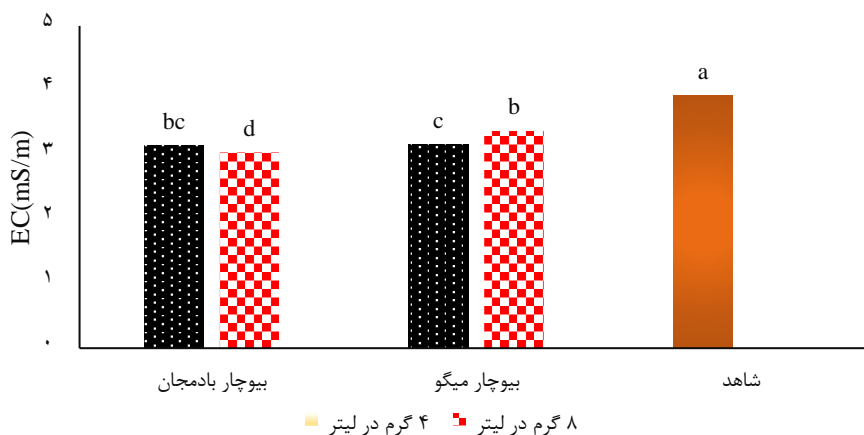 EC(mS/m)
۵
۴
۳
۲
۱
۰
bc d c b a
بیوچار بادمجان
بیوچار میگو
شاهد
۴ گرم در لیتر
۸ گرم در لیتر